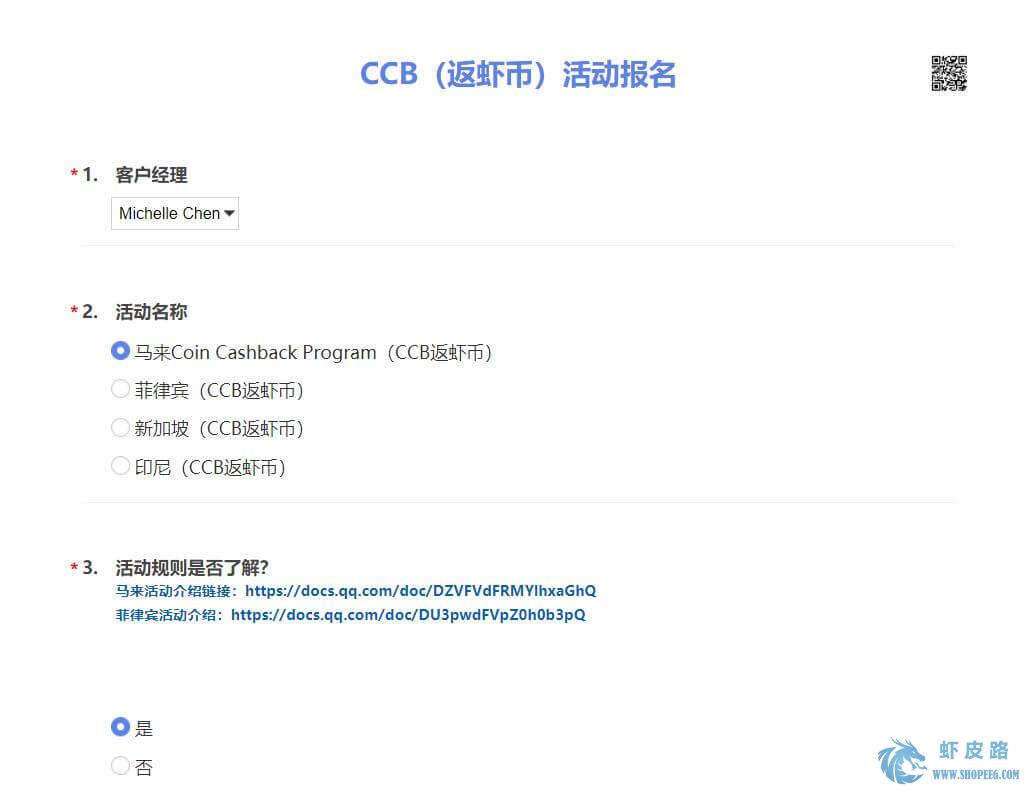 CCB（返虾币）活动报名
* 1. 客户经理
Michelle Chen
* 2. 活动名称
马来Coin Cashback Program（CCB返虾币）
菲律宾（CCB返虾币）
新加坡（CCB返虾币）
印尼（CCB返虾币）
* 3. 活动规则是否了解?
马来活动介绍链接：https://docs.qq.com/doc/DZVFVdFRMYlhxaGhQ
菲律宾活动介绍：https://docs.qq.com/doc/DU3pwdFVpZ0h0b3pQ
是
否
虾皮路
WWW.SHOPEE6.COM